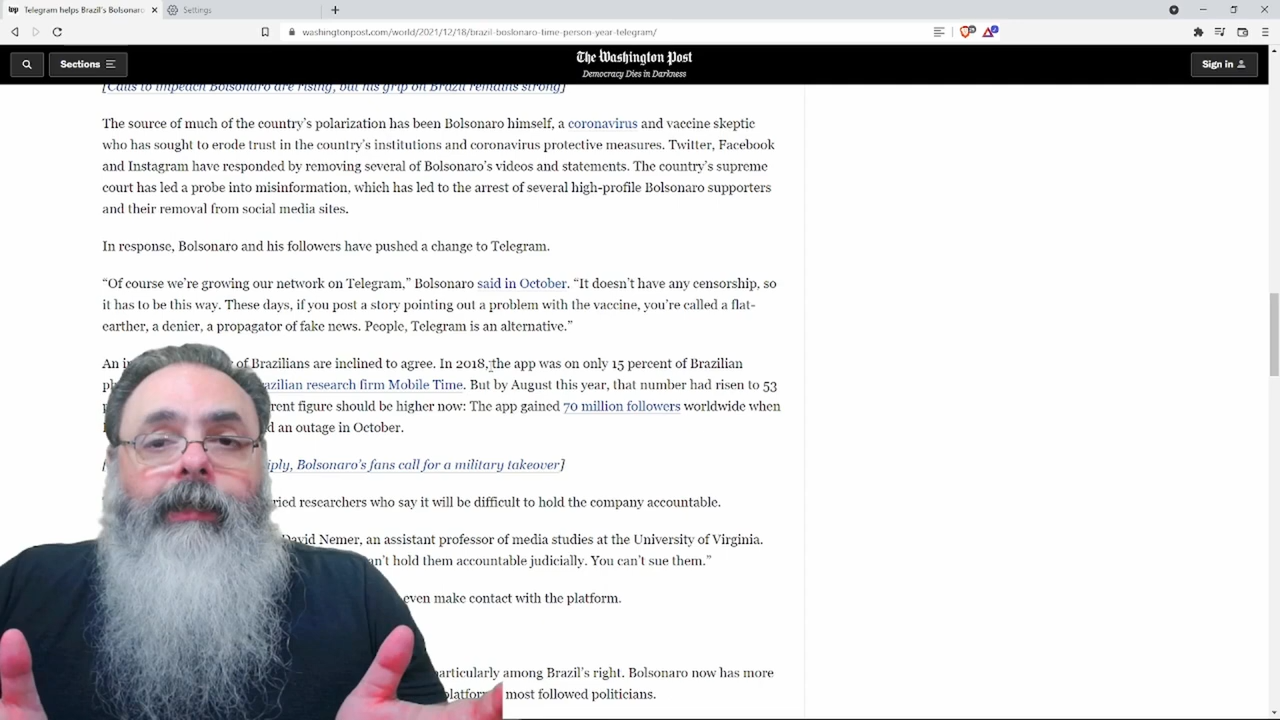 Telegram helps Brazil's Bolsonaro
Settings
washingtonpost.com/world/2021/12/18/brazil-boslonaro-time-person-year-telegram/
Sections
The Washington Post
Democracy Dies in Darkness
Sign in
[Calls to impeach Bolsonaro are rising, but his grip on Brazil remains strong]
The source of much of the country's polarization has been Bolsonaro himself, a coronavirus and vaccine skeptic
who has sought to erode trust in the country's institutions and coronavirus protective measures. Twitter, Facebook
and Instagram have responded by removing several of Bolsonaro's videos and statements. The country's supreme
court has led a probe into misinformation, which has led to the arrest of several high-profile Bolsonaro supporters
and their removal from social media sites.
In response, Bolsonaro and his followers have pushed a change to Telegram.
“Of course we're growing our network on Telegram,” Bolsonaro said in October. “It doesn't have any censorship, so
it has to be this way. These days, if you post a story pointing out a problem with the vaccine, you're called a flat-
earther, a denier, a propagator of fake news. People, Telegram is an alternative.”
An of Brazilians are inclined to agree. In 2018, the app was on only 15 percent of Brazilian
research firm Mobile Time. But by August this year, that number had risen to 53
figure should be higher now: The app gained 70 million followers worldwide when
an outage in October.
Bolsonaro's fans call for a military takeover]
researchers who say it will be difficult to hold the company accountable.
David Nemer, an assistant professor of media studies at the University of Virginia.
hold them accountable judicially. You can't sue them.”
even make contact with the platform.
particularly among Brazil's right. Bolsonaro now has more
most followed politicians.